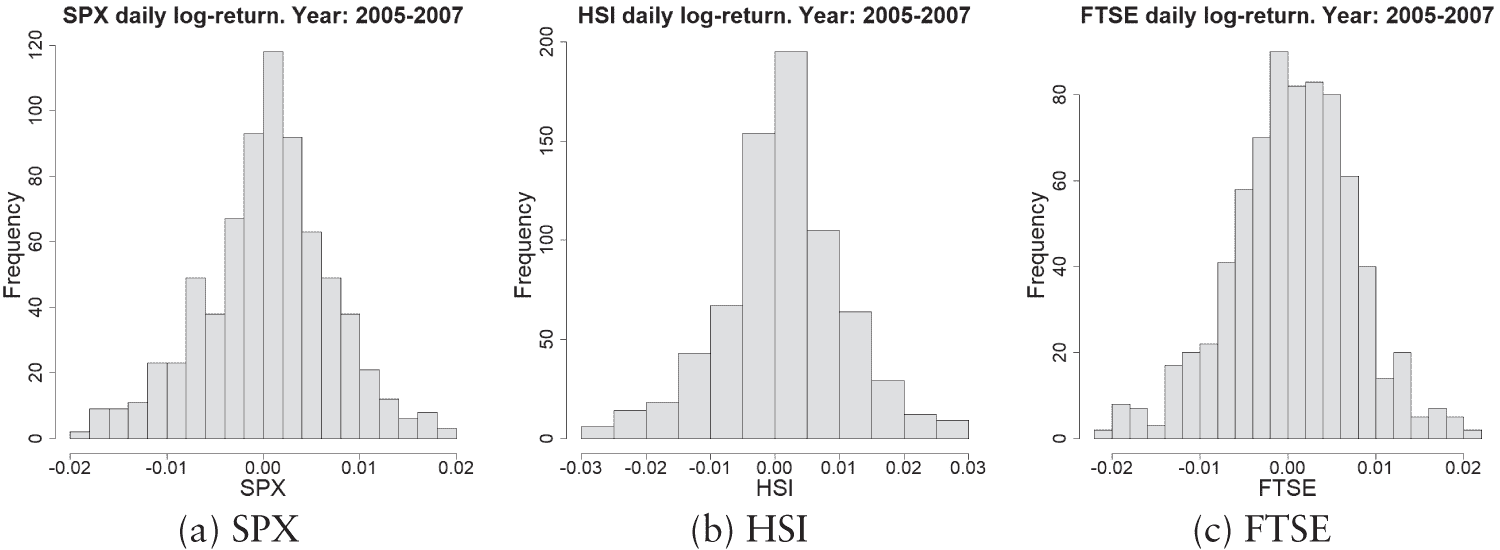 SPX daily log-return. Year: 2005-2007
Frequency
120
100
80
60
40
20
0
-0.02 -0.01 0.00 0.01 0.02
SPX
(a) SPX
HSI daily log-return. Year: 2005-2007
Frequency
200
150
100
50
0
-0.03 -0.02 -0.01 0.00 0.01 0.02 0.03
HSI
(b) HSI
FTSE daily log-return. Year: 2005-2007
Frequency
80
60
40
20
0
-0.02 -0.01 0.00 0.01 0.02
FTSE
(c) FTSE